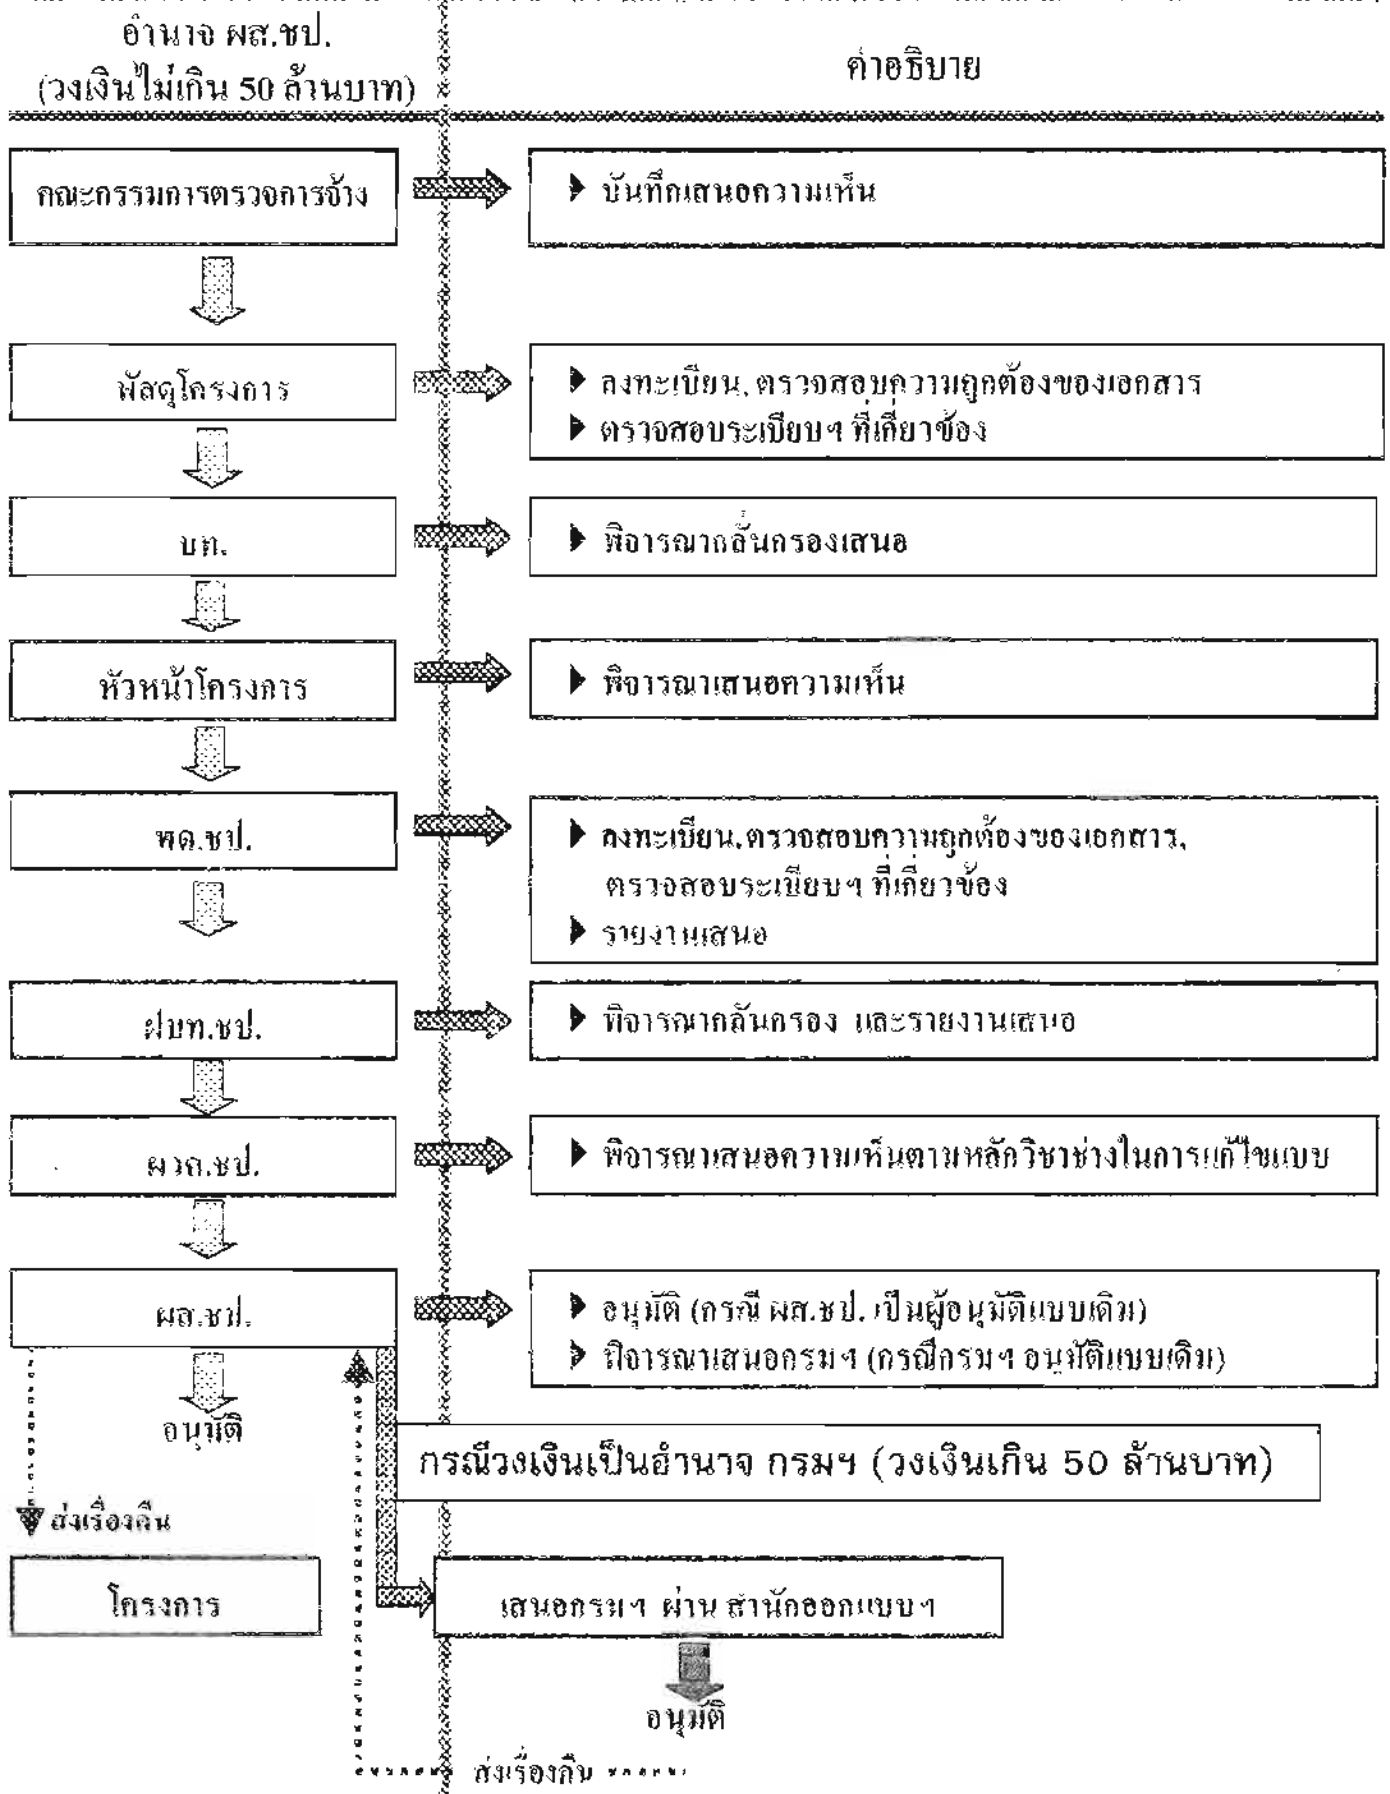 อำนาจ ผส.ชป.
(วงเงินไม่เกิน 50 ล้านบาท)
คำอธิบาย
คณะกรรมการตรวจการจ้าง
บันทึกเสนอความเห็น
พัสดุโครงการ
ลงทะเบียน, ตรวจสอบความถูกต้องของเอกสาร
ตรวจสอบระเบียบฯ ที่เกี่ยวข้อง
บท.
พิจารณากลั่นกรองเสนอ
หัวหน้าโครงการ
พิจารณาเสนอความเห็น
พด.ชป.
ลงทะเบียน,ตรวจสอบความถูกต้องของเอกสาร,
ตรวจสอบระเบียบฯ ที่เกี่ยวข้อง
รายงานเสนอ
ฝบท.ชป.
พิจารณากลั่นกรอง และรายงานเสนอ
ผวศ.ชป.
พิจารณาเสนอความเห็นตามหลักวิชาช่างในการแก้ไขแบบ
ผส.ชป.
อนุมัติ (กรณี ผส.ชป. เป็นผู้อนุมัติแบบเดิม)
พิจารณาเสนอกรมฯ (กรณีกรมฯ อนุมัติแบบเดิม)
อนุมัติ
กรณีวงเงินเป็นอำนาจ กรมฯ (วงเงินเกิน 50 ล้านบาท)
ส่งเรื่องคืน
โครงการ
เสนอกรมฯ ผ่าน สำนักออกแบบฯ
อนุมัติ
ส่งเรื่องคืน